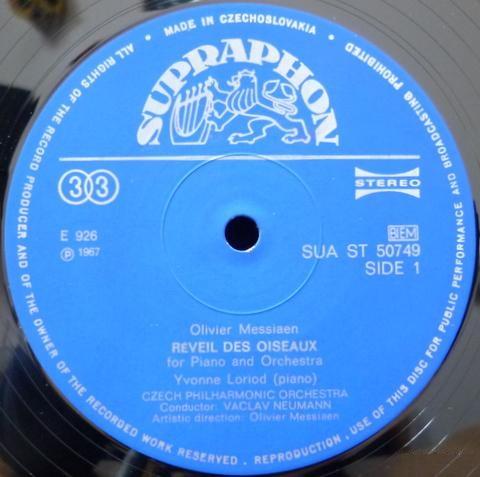 MADE IN CZECHOSLOVAKIA
ALL RIGHTS OF THE RECORD PRODUCER AND OF THE OWNER OF THE RECORDED WORK RESERVED. REPRODUCTION, USE OF THIS DISC FOR PUBLIC PERFORMANCE AND BROADCASTING PROHIBITED
SUPRAPHON
33
STEREO
E 926
℗ 1967
BIEM
SUA ST 50749
SIDE 1
Olivier Messiaen
REVEIL DES OISEAUX
for Piano and Orchestra
Yvonne Loriod (piano)
CZECH PHILHARMONIC ORCHESTRA
Conductor: VACLAV NEUMANN
Artistic direction: Olivier Messiaen